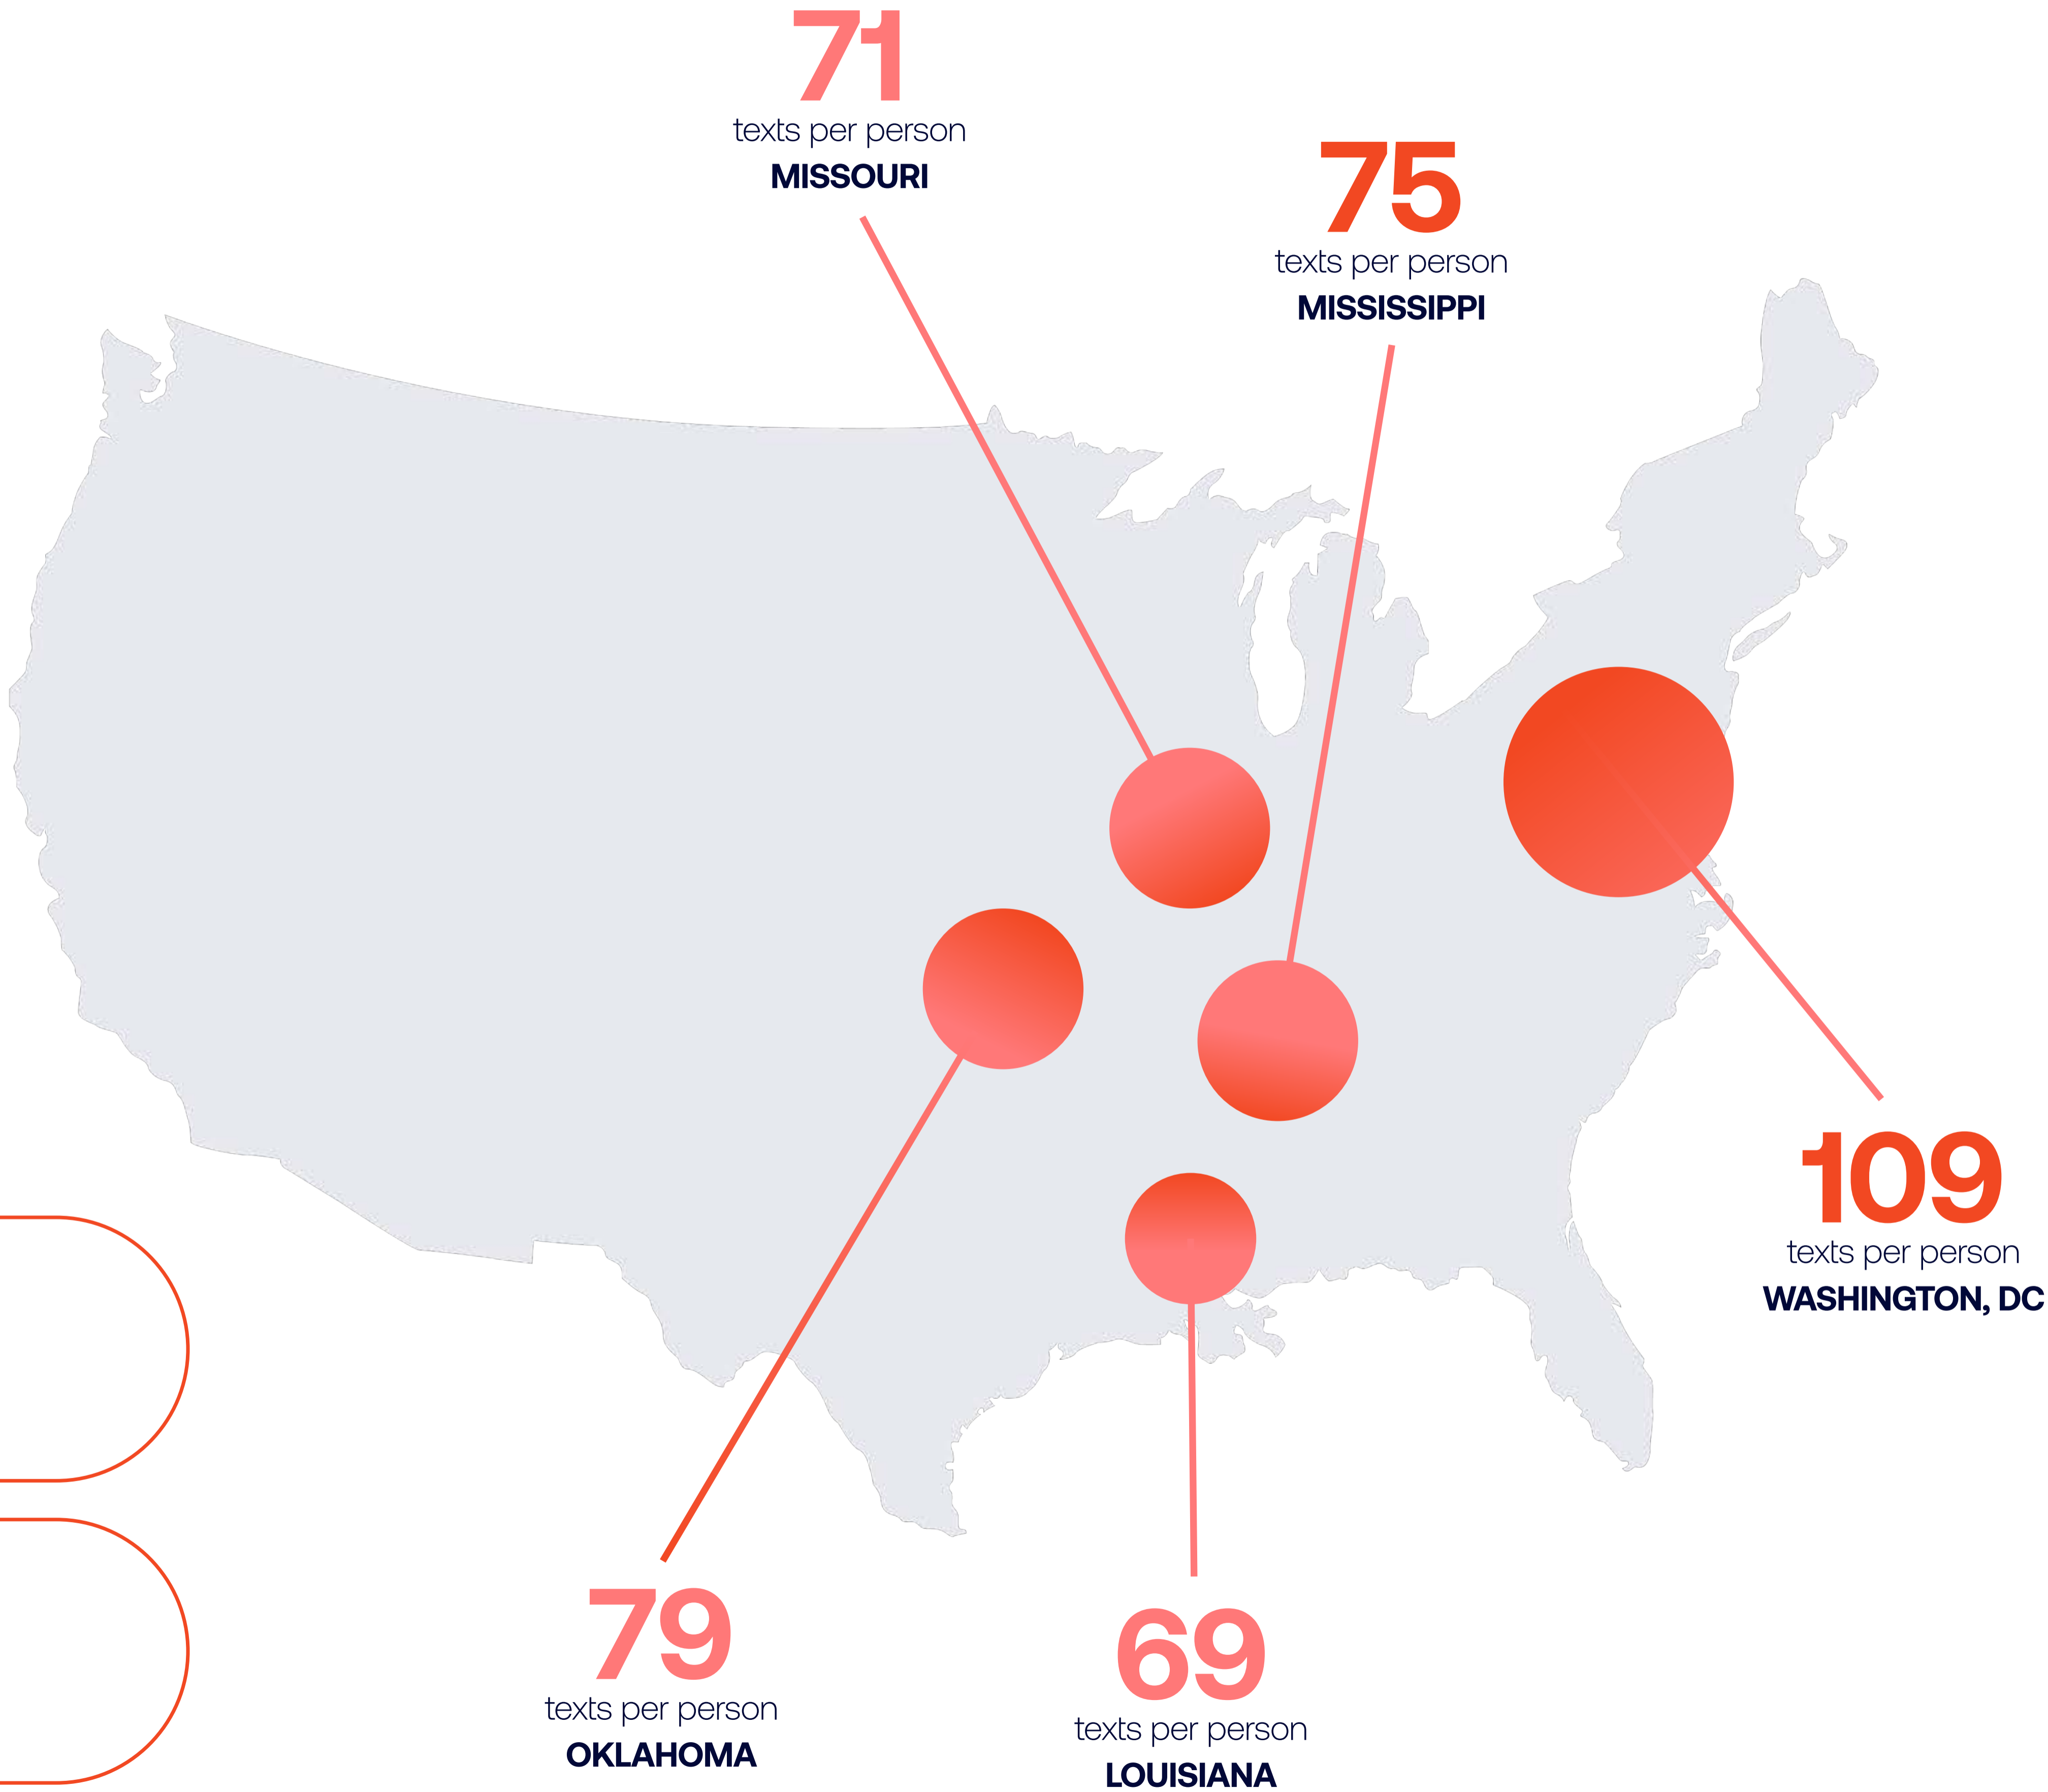 71
texts per person
MISSOURI
75
texts per person
MISSISSIPPI
109
texts per person
WASHINGTON, DC
79
texts per person
OKLAHOMA
69
texts per person
LOUISIANA